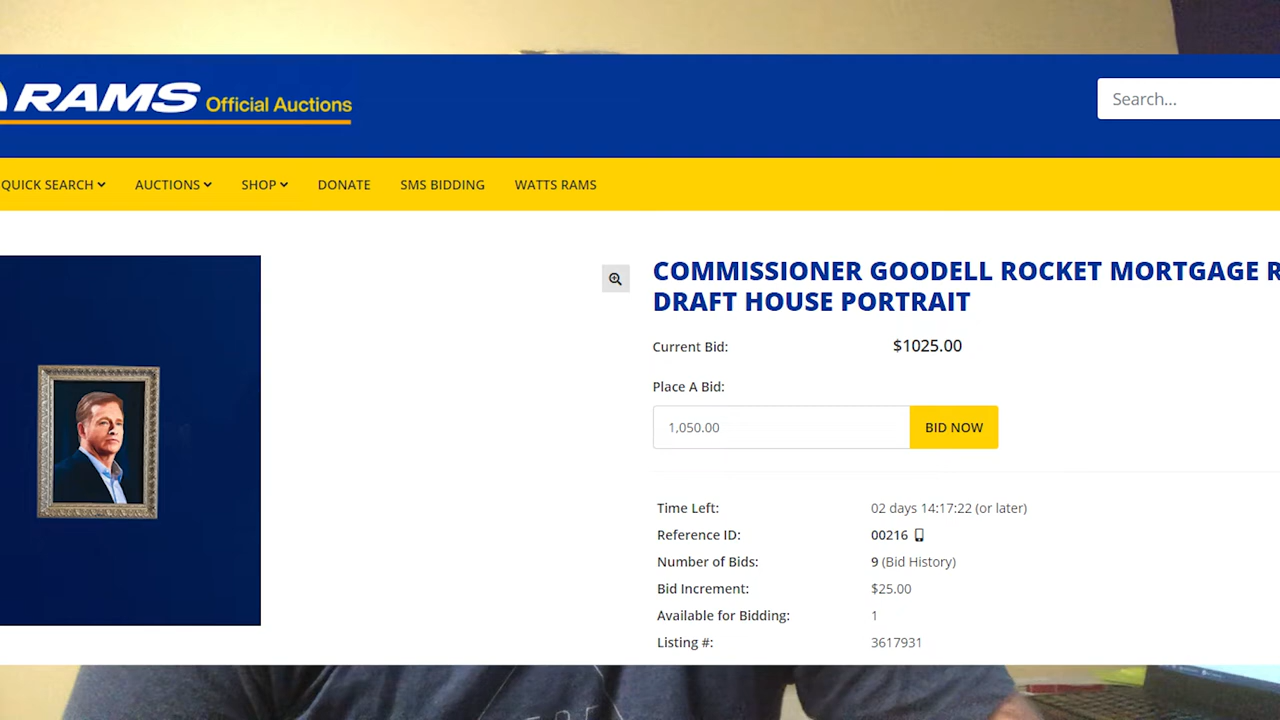 RAMS Official Auctions
Search...
QUICK SEARCH AUCTIONS SHOP DONATE SMS BIDDING WATTS RAMS
COMMISSIONER GOODELL ROCKET MORTGAGE
DRAFT HOUSE PORTRAIT
Current Bid: $1025.00
Place A Bid:
1,050.00 BID NOW
Time Left: 02 days 14:17:22 (or later)
Reference ID: 00216
Number of Bids: 9 (Bid History)
Bid Increment: $25.00
Available for Bidding: 1
Listing #: 3617931